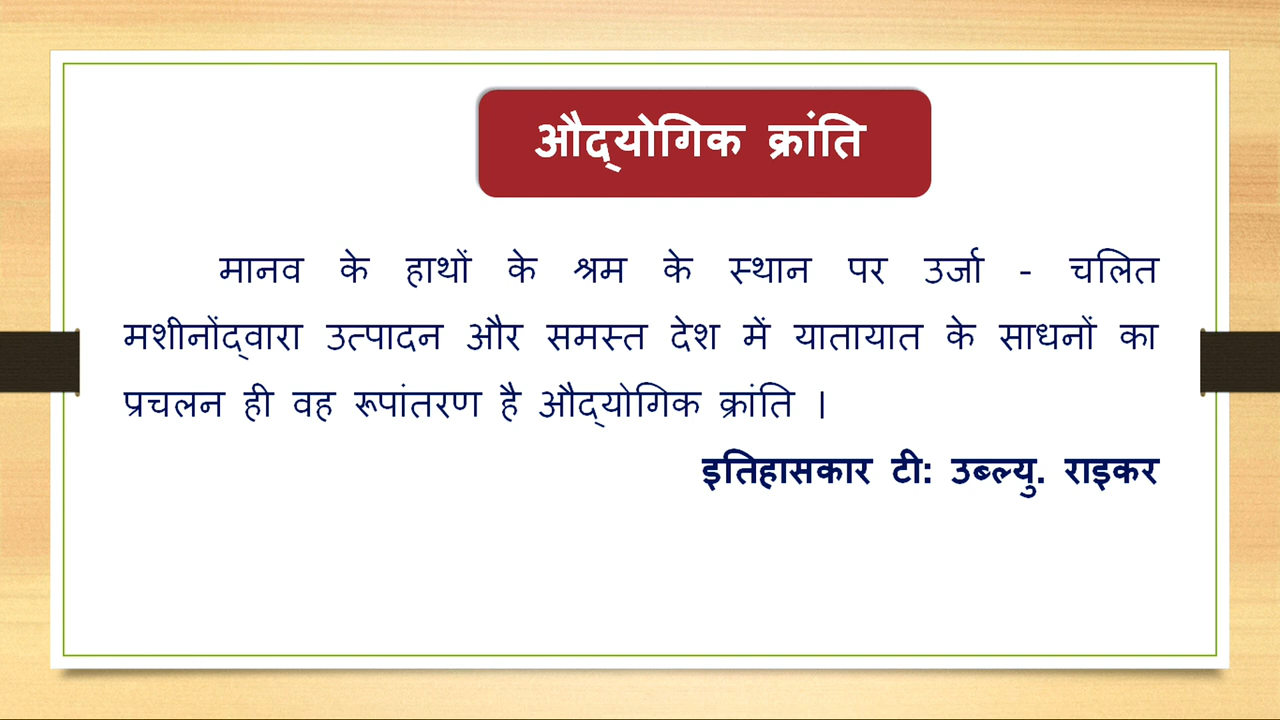 औद्योगिक क्रांति
मानव के हाथों के श्रम के स्थान पर उर्जा - चलित
मशीनोंद्वारा उत्पादन और समस्त देश में यातायात के साधनों का
प्रचलन ही वह रूपांतरण है औद्योगिक क्रांति ।
इतिहासकार टी: उब्ल्यु. राइकर